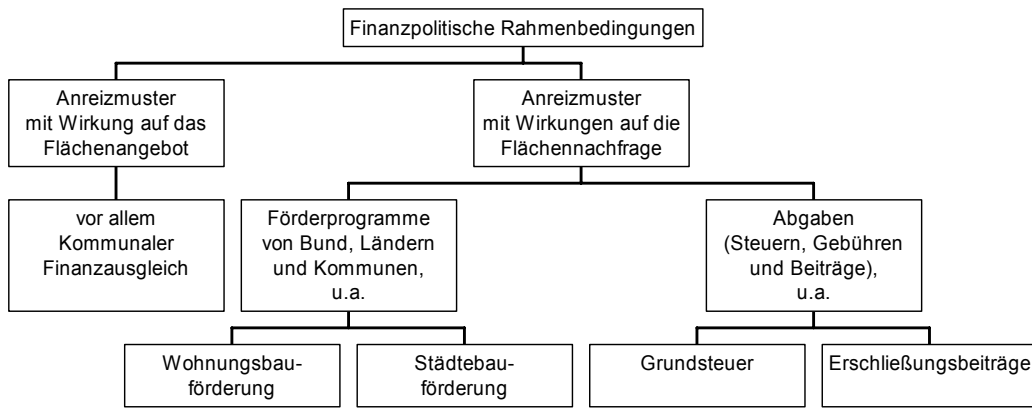 Finanzpolitische Rahmenbedingungen
Anreizmuster
mit Wirkung auf das
Flächenangebot
Anreizmuster
mit Wirkungen auf die
Flächennachfrage
vor allem
Kommunaler
Finanzausgleich
Förderprogramme
von Bund, Ländern
und Kommunen,
u.a.
Abgaben
(Steuern, Gebühren
und Beiträge),
u.a.
Wohnungsbau-
förderung
Städtebau-
förderung
Grundsteuer
Erschließungsbeiträge